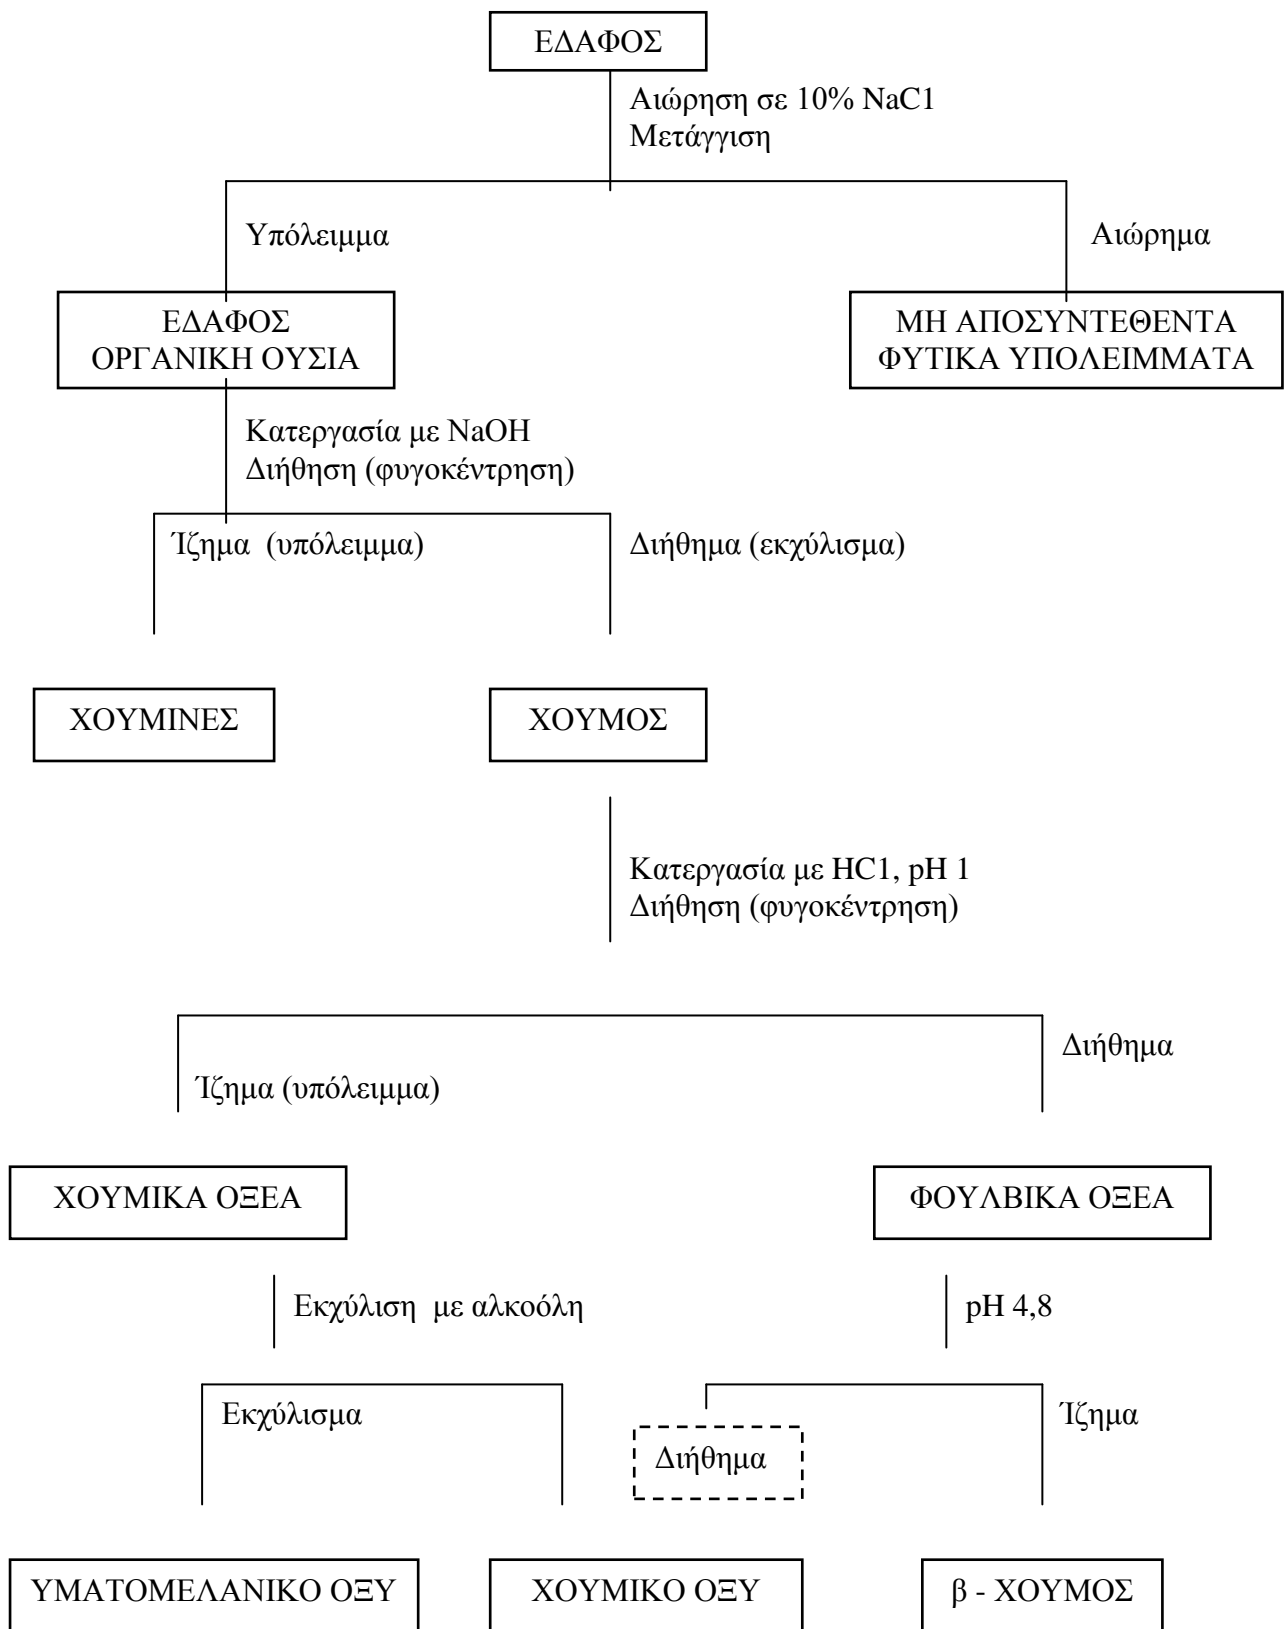 ΕΔΑΦΟΣ
Αιώρηση σε 10% NaC1
Μετάγγιση
Υπόλειμμα
Αιώρημα
ΕΔΑΦΟΣ
ΟΡΓΑΝΙΚΗ ΟΥΣΙΑ
ΜΗ ΑΠΟΣΥΝΤΕΘΕΝΤΑ
ΦΥΤΙΚΑ ΥΠΟΛΕΙΜΜΑΤΑ
Κατεργασία με NaOH
Διήθηση (φυγοκέντρηση)
Ίζημα (υπόλειμμα)
Διήθημα (εκχύλισμα)
ΧΟΥΜΙΝΕΣ
ΧΟΥΜΟΣ
Κατεργασία με HC1, pH 1
Διήθηση (φυγοκέντρηση)
Διήθημα
Ίζημα (υπόλειμμα)
ΧΟΥΜΙΚΑ ΟΞΕΑ
ΦΟΥΛΒΙΚΑ ΟΞΕΑ
Εκχύλιση με αλκοόλη
pH 4,8
Εκχύλισμα
Ίζημα
Διήθημα
ΥΜΑΤΟΜΕΛΑΝΙΚΟ ΟΞΥ
ΧΟΥΜΙΚΟ ΟΞΥ
β - ΧΟΥΜΟΣ